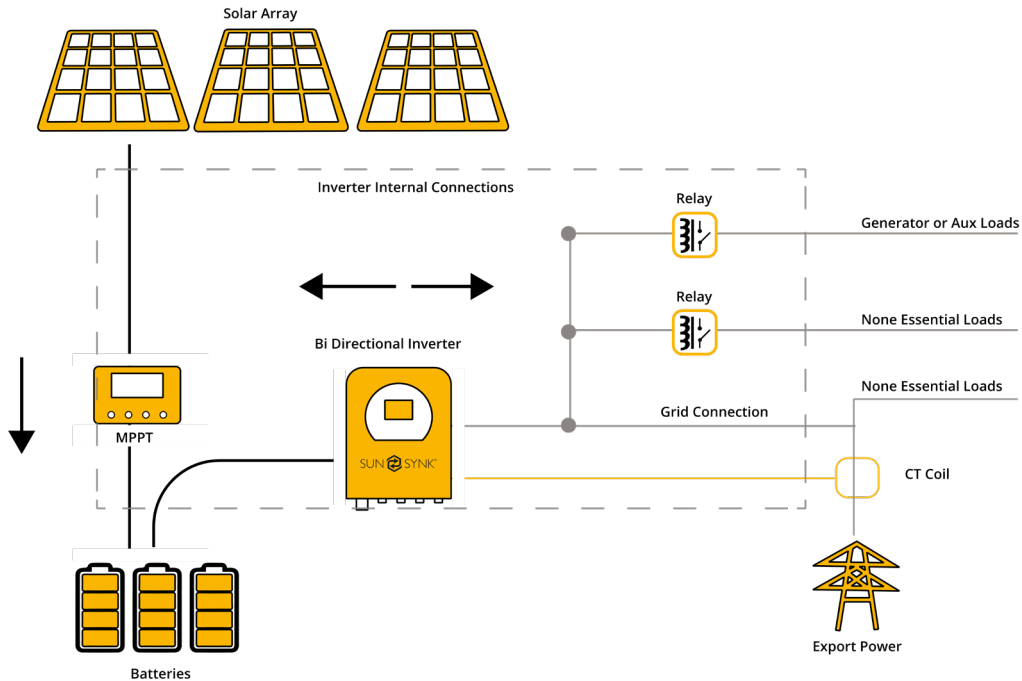 Solar Array
Inverter Internal Connections
Relay
Generator or Aux Loads
Relay
None Essential Loads
Bi Directional Inverter
None Essential Loads
Grid Connection
MPPT
SUN SYNK™
CT Coil
Export Power
Batteries